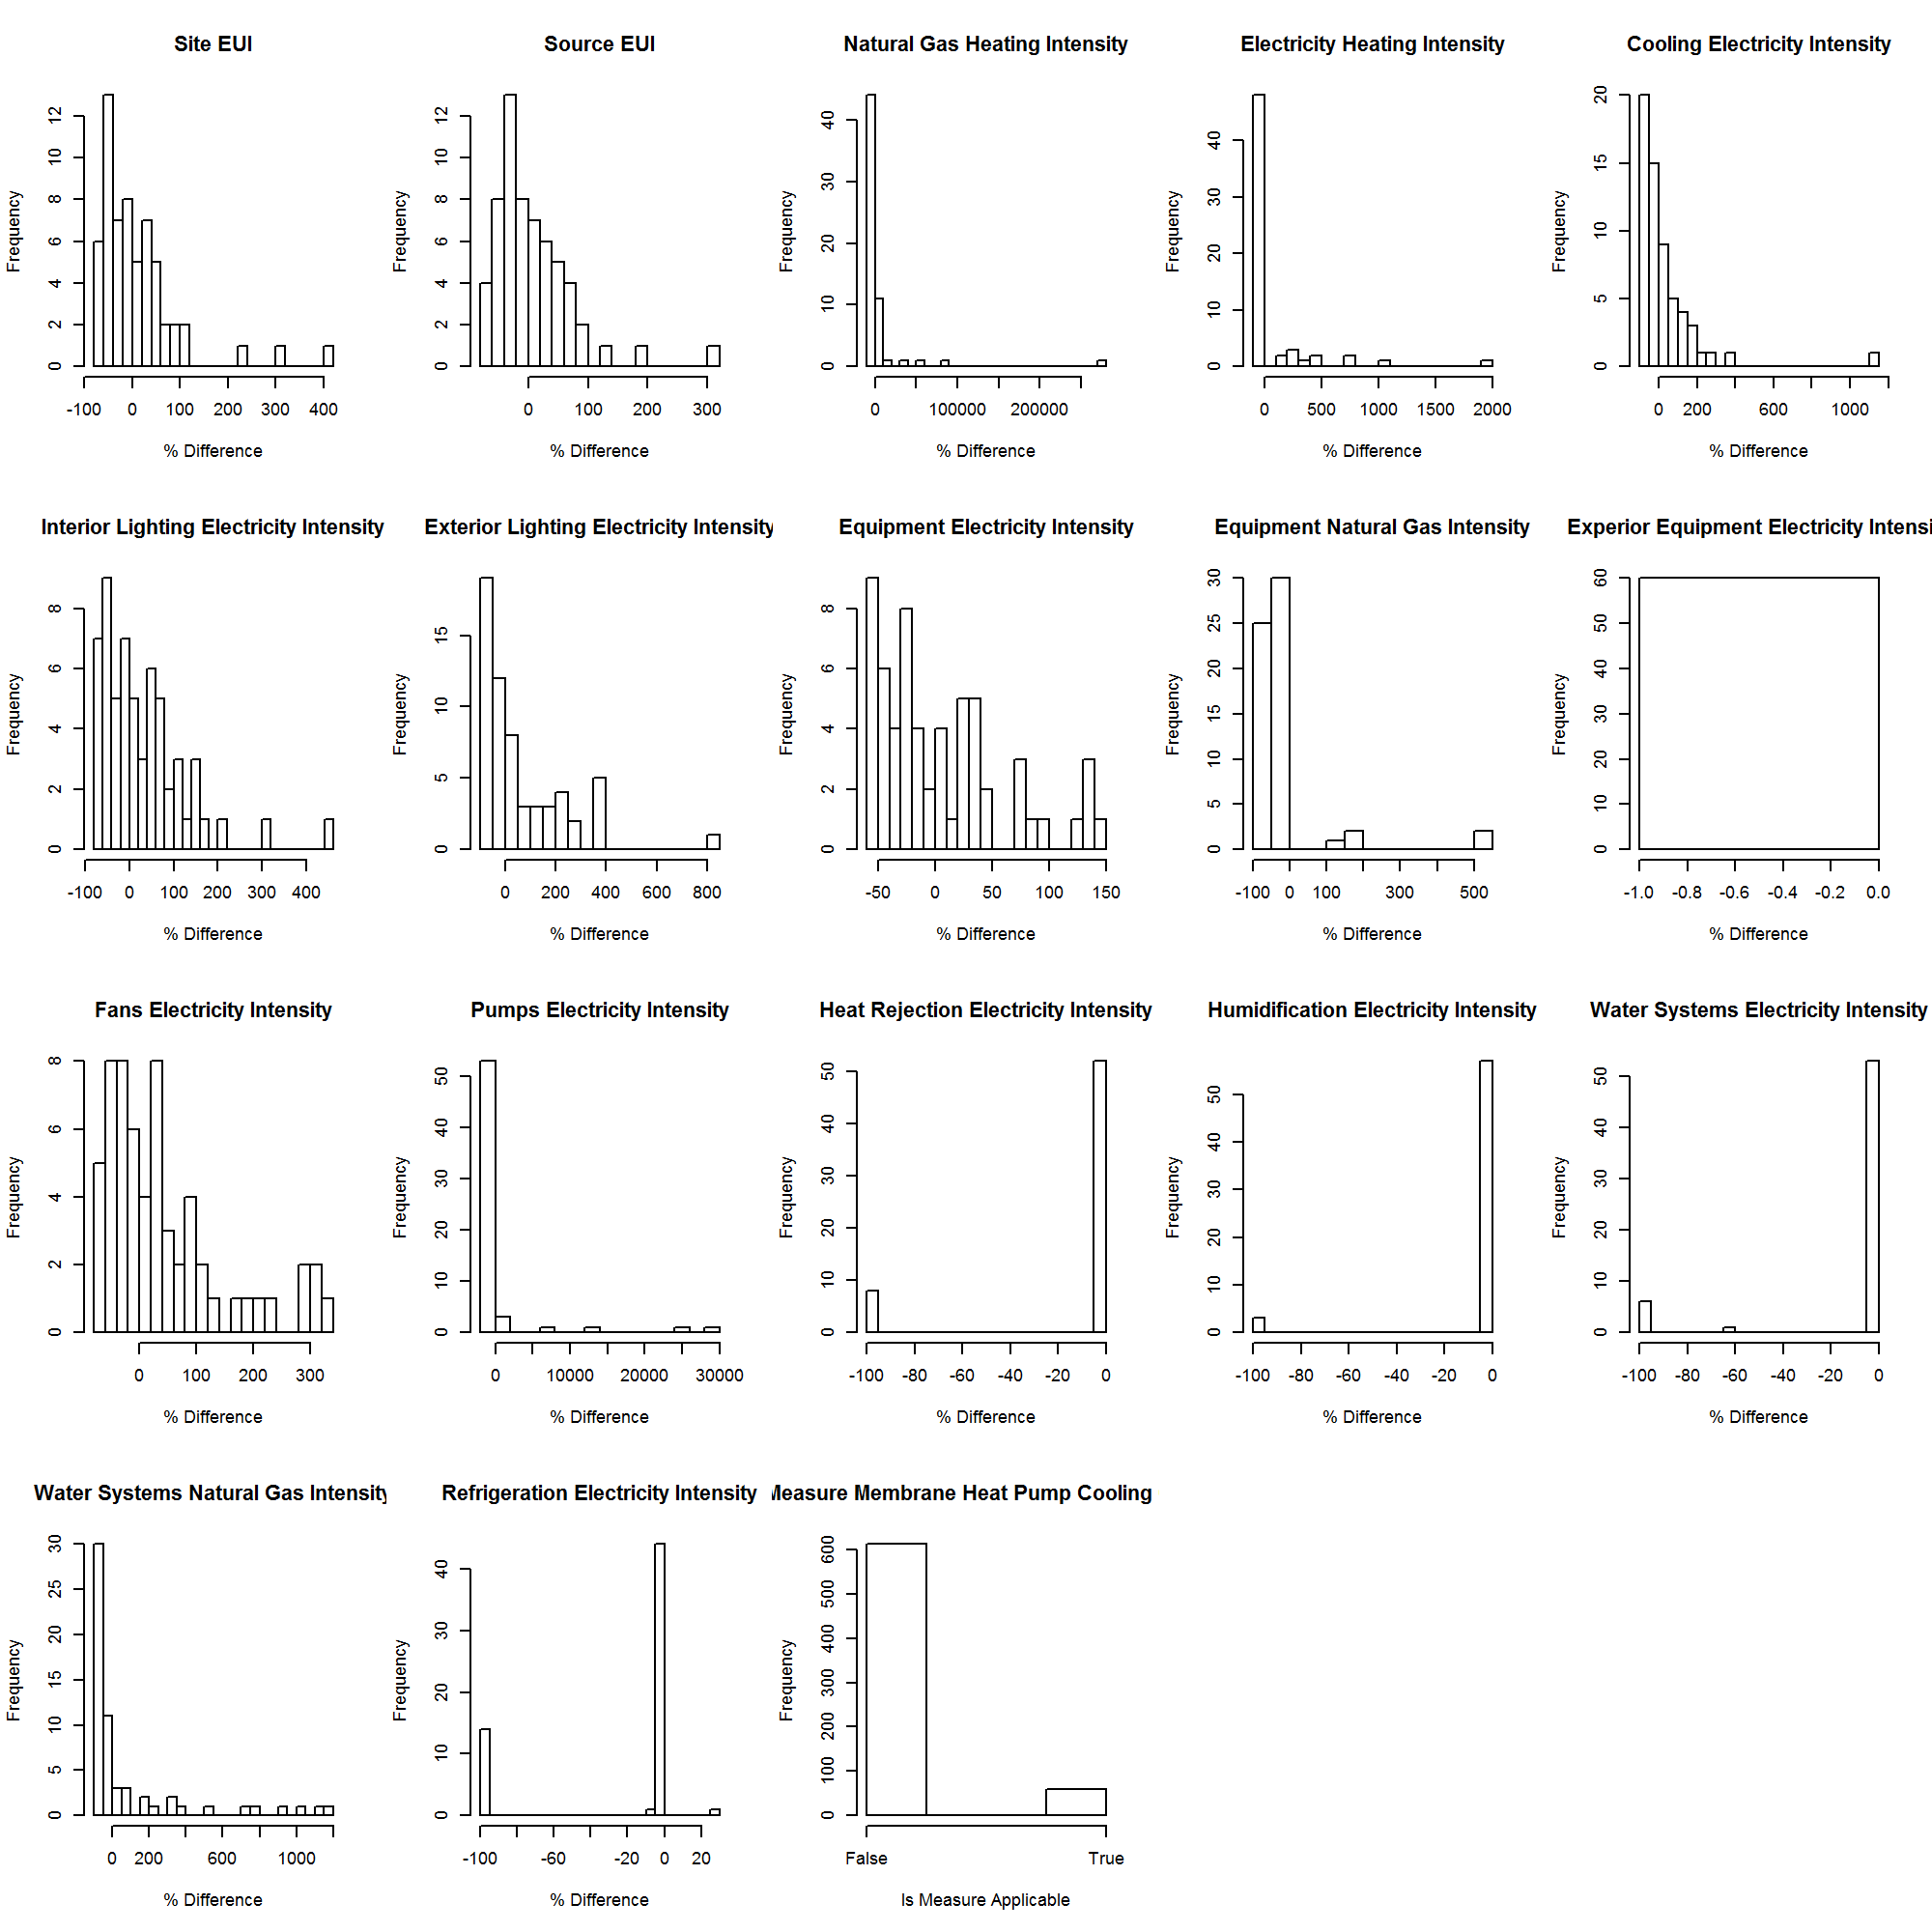 Site EUI
Frequency
0 2 4 6 8 10 12
-100 0 100 200 300 400
% Difference
Source EUI
Frequency
0 2 4 6 8 10 12
0 100 200 300
% Difference
Natural Gas Heating Intensity
Frequency
0 10 20 30 40
0 100000 200000
% Difference
Electricity Heating Intensity
Frequency
0 10 20 30 40
0 500 1000 1500 2000
% Difference
Cooling Electricity Intensity
Frequency
0 5 10 15 20
0 200 600 1000
% Difference
Interior Lighting Electricity Intensity
Frequency
0 2 4 6 8
-100 0 100 200 300 400
% Difference
Exterior Lighting Electricity Intensity
Frequency
0 5 10 15
0 200 400 600 800
% Difference
Equipment Electricity Intensity
Frequency
0 2 4 6 8
-50 0 50 100 150
% Difference
Equipment Natural Gas Intensity
Frequency
0 5 10 15 20 25 30
-100 0 100 300 500
% Difference
Experior Equipment Electricity Intensi
Frequency
0 10 20 30 40 50 60
-1.0 -0.8 -0.6 -0.4 -0.2 0.0
% Difference
Fans Electricity Intensity
Frequency
0 2 4 6 8
0 100 200 300
% Difference
Pumps Electricity Intensity
Frequency
0 10 20 30 40 50
0 10000 20000 30000
% Difference
Heat Rejection Electricity Intensity
Frequency
0 10 20 30 40 50
-100 -80 -60 -40 -20 0
% Difference
Humidification Electricity Intensity
Frequency
0 10 20 30 40 50
-100 -80 -60 -40 -20 0
% Difference
Water Systems Electricity Intensity
Frequency
0 10 20 30 40 50
-100 -80 -60 -40 -20 0
% Difference
Water Systems Natural Gas Intensity
Frequency
0 5 10 15 20 25 30
0 200 600 1000
% Difference
Refrigeration Electricity Intensity
Frequency
0 10 20 30 40
-100 -60 -20 0 20
% Difference
Measure Membrane Heat Pump Cooling
Frequency
0 100 200 300 400 500 600
False True
Is Measure Applicable